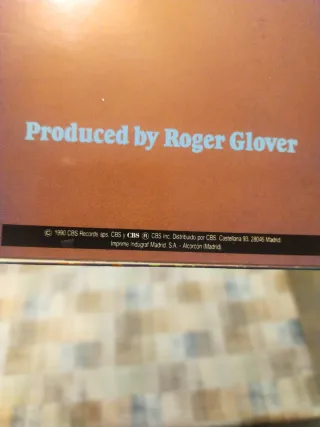 Produced by Roger Glover
© 1990 CBS Records aps. CBS y CBS ® CBS Inc. Distribuido por CBS. Castellana 93. 28046 Madrid.
Imprime Indugraf Madrid. S.A. - Alcorcón (Madrid)